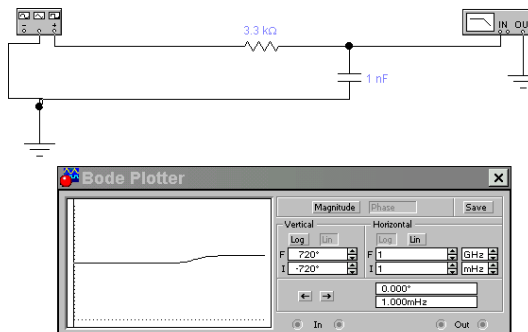 3.3 kΩ
IN OU
1 nF
Bode Plotter
Magnitude Phase Save
Vertical Horizontal
Log Lin Log Lin
F 720° F 1 GHz
I -720° I 1 mHz
0.000°
1.000mHz
In Out